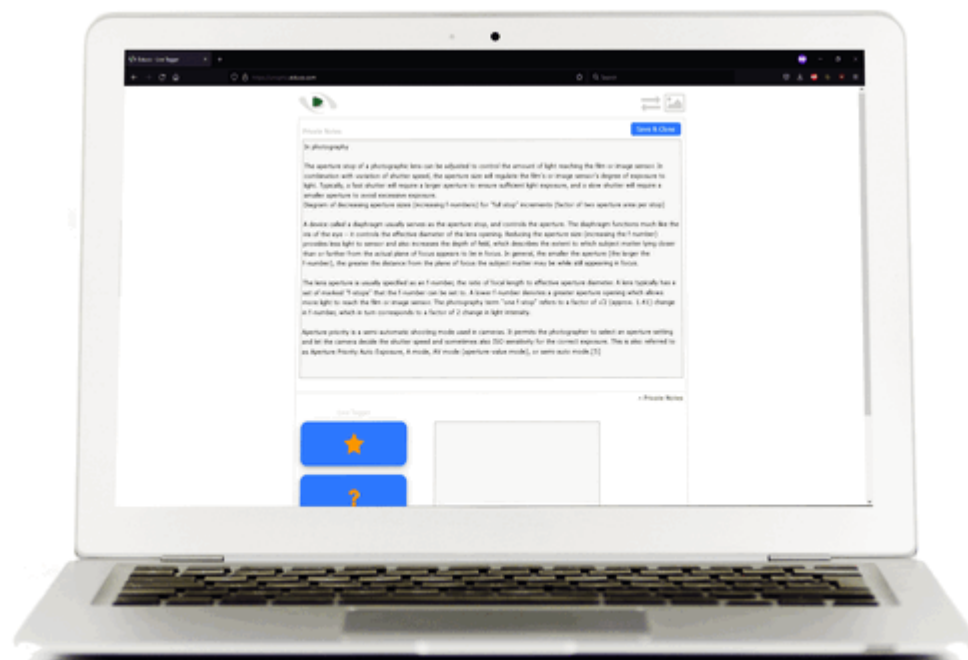 Live Tagger
Search
Private Notes
Save & Close
In photography
The aperture stop of a photographic lens can be adjusted to control the amount of light reaching the film or image sensor. In
combination with variation of shutter speed, the aperture size will regulate the film's or image sensor's degree of exposure to
light. Typically, a fast shutter will require a larger aperture to ensure sufficient light exposure, and a slow shutter will require a
smaller aperture to avoid excessive exposure.
Diagram of decreasing aperture sizes (increasing f-numbers) for "full stop" increments (factor of two aperture area per stop)
A device called a diaphragm usually serves as the aperture stop, and controls the aperture. The diaphragm functions much like the
iris of the eye – it controls the effective diameter of the lens opening. Reducing the aperture size (increasing the f-number)
provides less light to sensor and also increases the depth of field, which describes the extent to which subject matter lying closer
than or farther from the actual plane of focus appears to be in focus. In general, the smaller the aperture (the larger the
f-number), the greater the distance from the plane of focus the subject matter may be while still appearing in focus.
The lens aperture is usually specified as an f-number, the ratio of focal length to effective aperture diameter. A lens typically has a
set of marked "f-stops" that the f-number can be set to. A lower f-number denotes a greater aperture opening which allows
more light to reach the film or image sensor. The photography term "one f-stop" refers to a factor of √2 (approx. 1.41) change
in f-number, which in turn corresponds to a factor of 2 change in light intensity.
Aperture priority is a semi-automatic shooting mode used in cameras. It permits the photographer to select an aperture setting
and let the camera decide the shutter speed and sometimes also ISO sensitivity for the correct exposure. This is also referred to
as Aperture Priority Auto Exposure, A mode, AV mode (aperture-value mode), or semi-auto mode.[5]
- Private Notes
Live Tagger
?